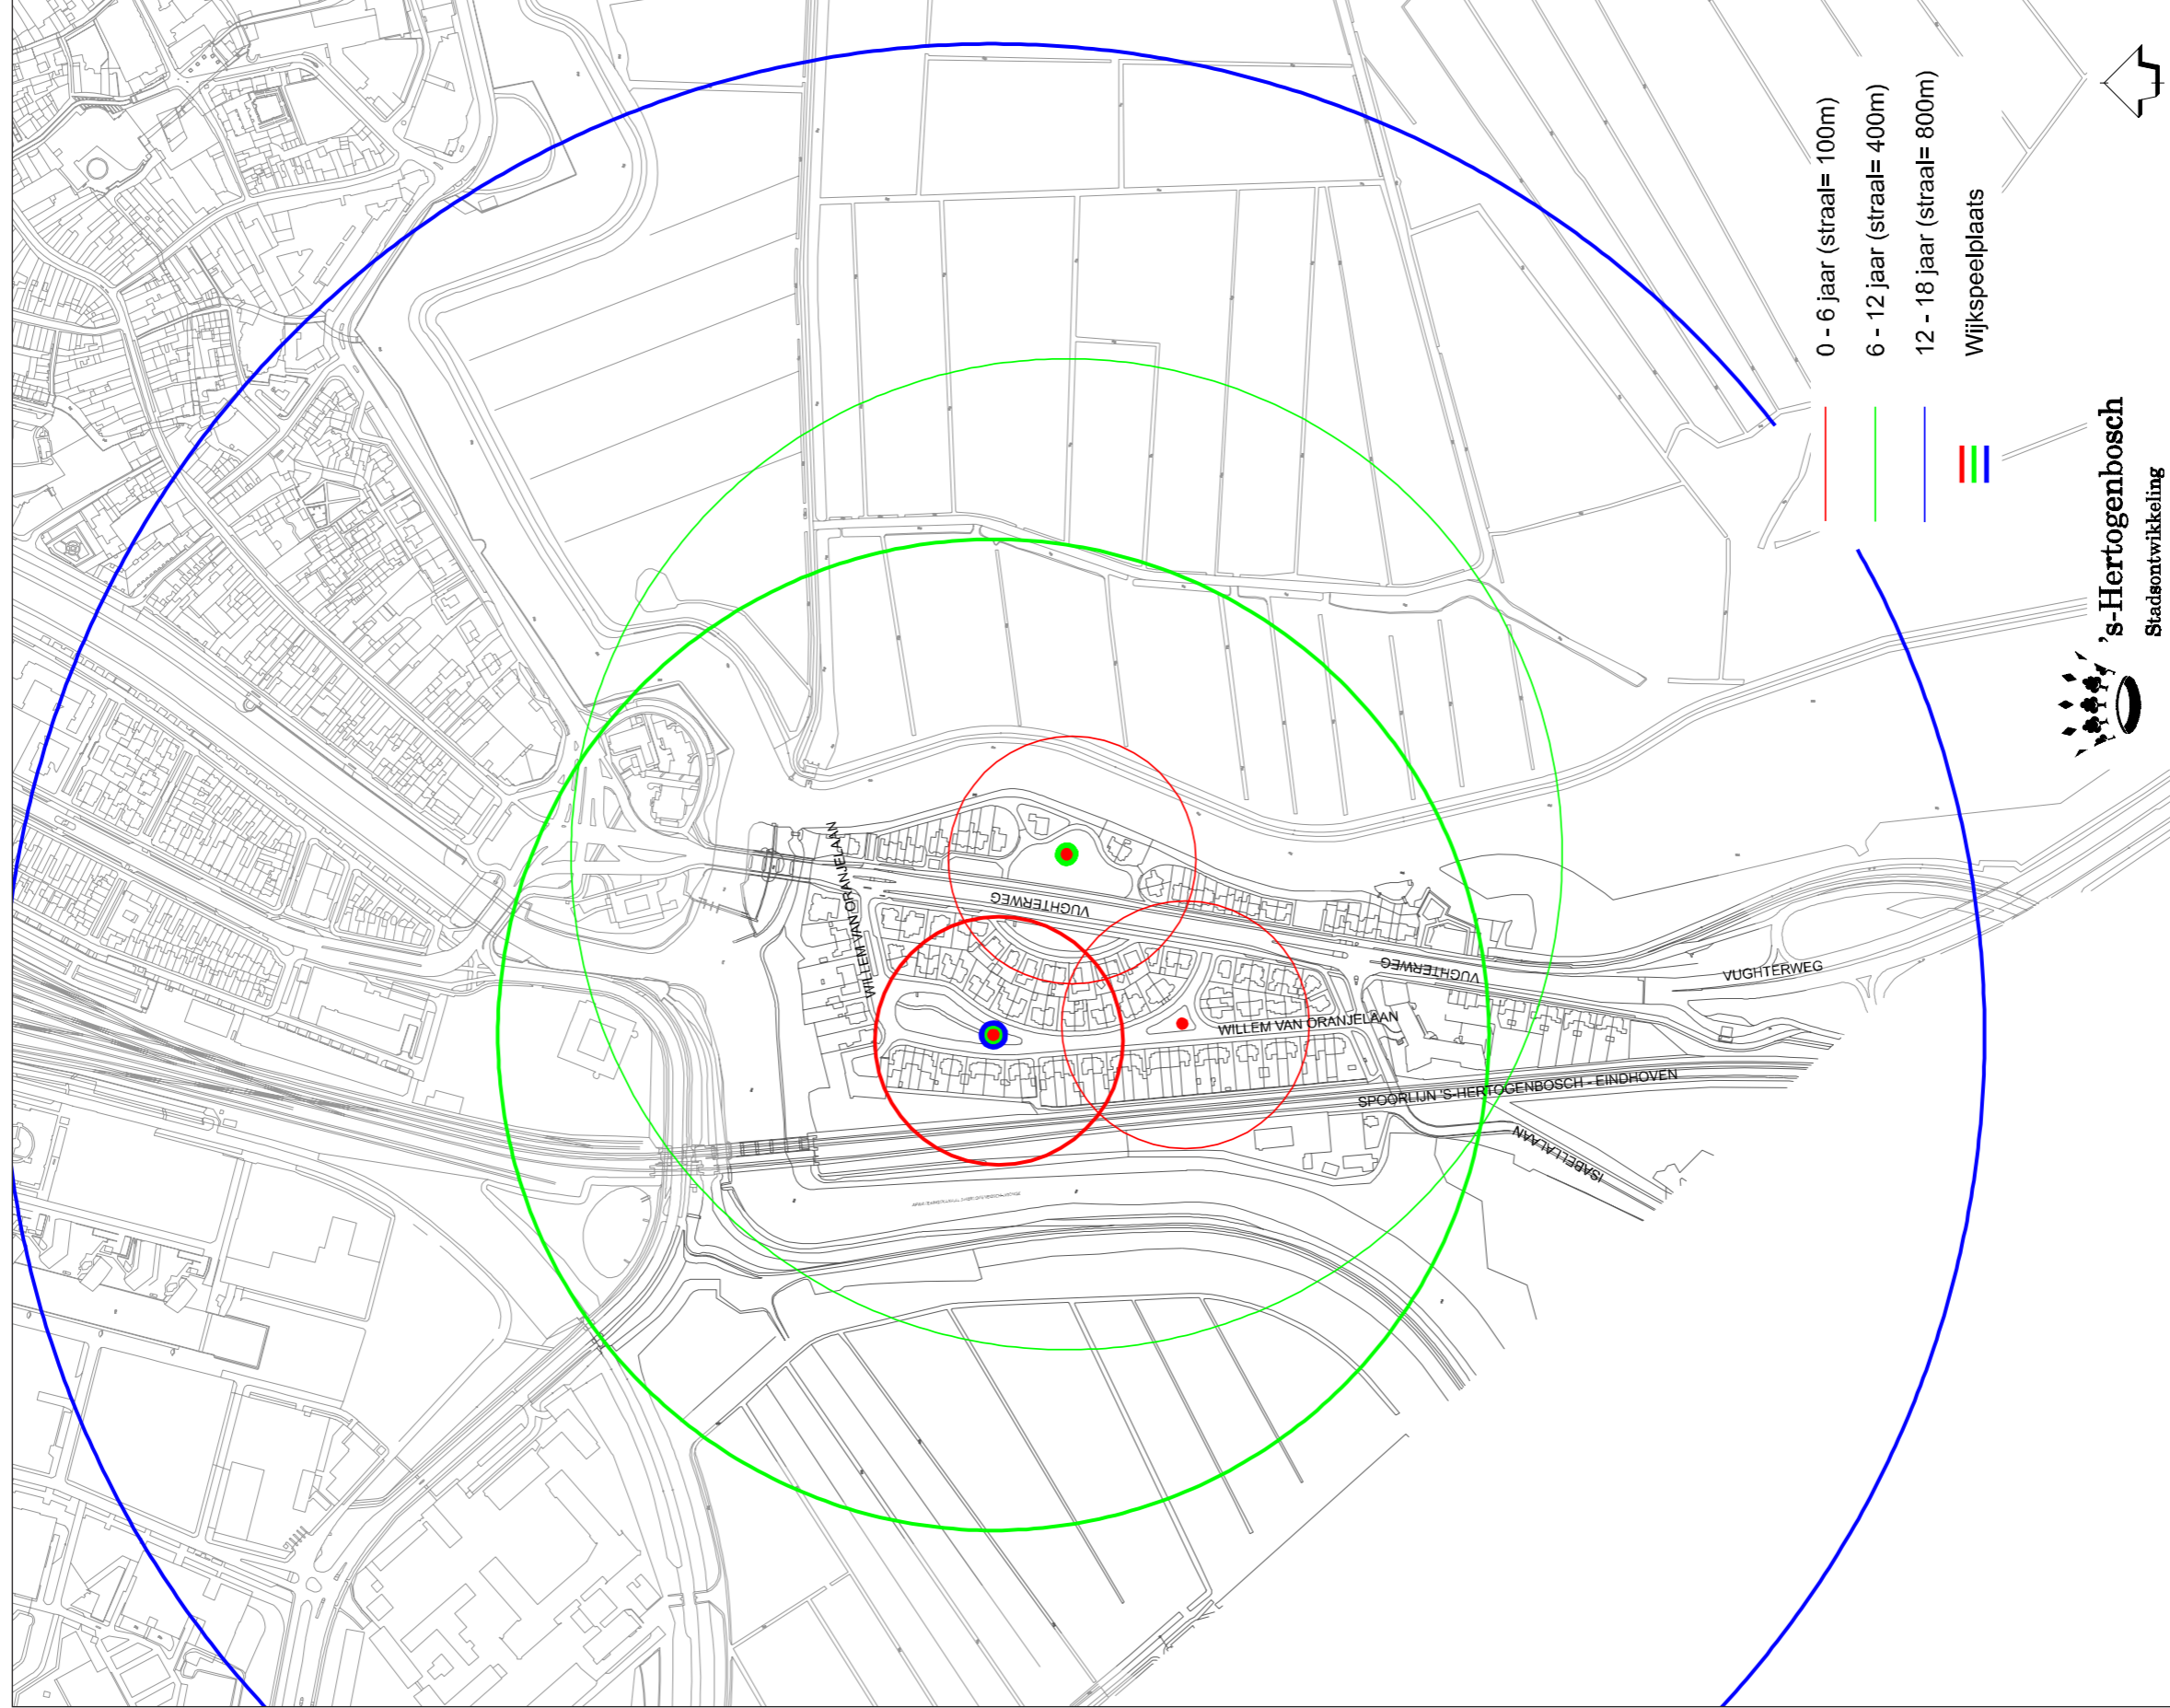 WILLEM VAN ORANJELAAN
VUGHTERWEG
VUGHTERWEG
VUGHTERWEG
WILLEM VAN ORANJELAAN
SPOORLIJN 'S-HERTOGENBOSCH - EINDHOVEN
ISABELLALAAN
0 - 6 jaar (straal= 100m)
6 - 12 jaar (straal= 400m)
12 - 18 jaar (straal= 800m)
Wijkspeelplaats
's-Hertogenbosch
Stadsontwikkeling